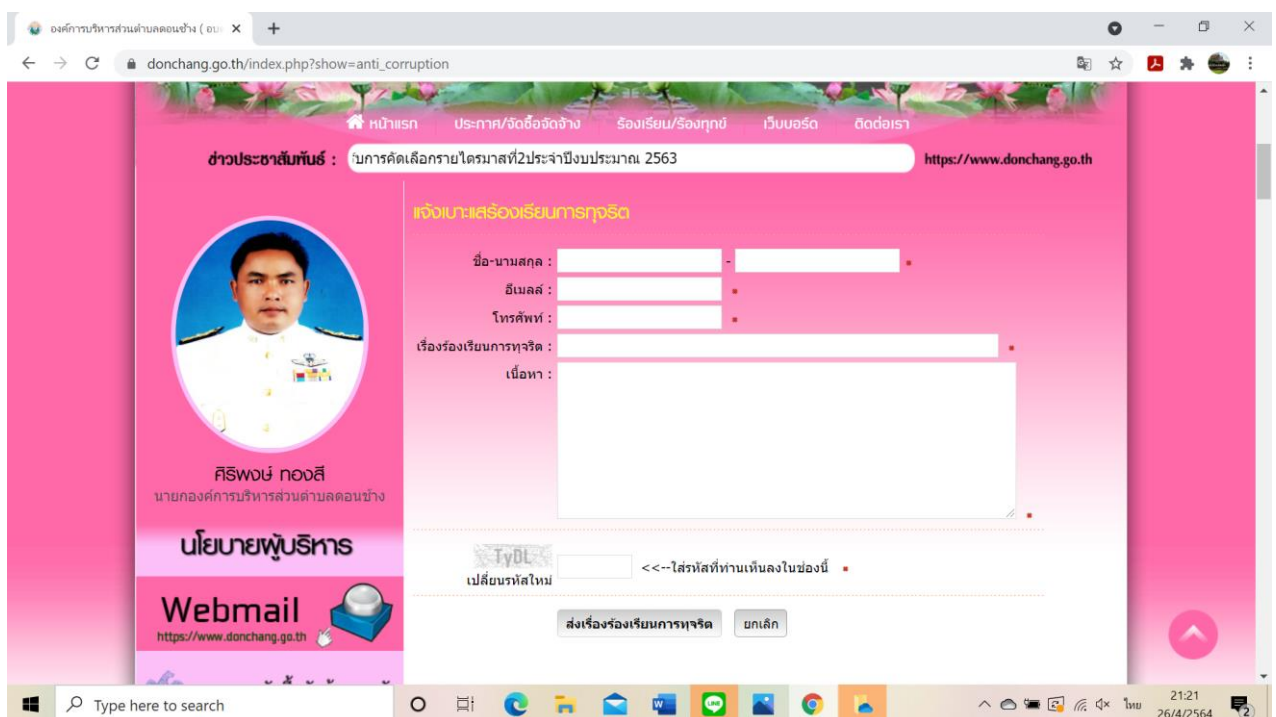 องค์การบริหารส่วนตำบลดอนช้าง ( อบ
donchang.go.th/index.php?show=anti_corruption
หน้าแรก ประกาศ/จัดซื้อจัดจ้าง ร้องเรียน/ร้องทุกข์ เว็บบอร์ด ติดต่อเรา
ข่าวประชาสัมพันธ์ : บการคัดเลือกรายไตรมาสที่2ประจำปีงบประมาณ 2563 https://www.donchang.go.th
แจ้งเบาะแสร้องเรียนการทุจริต
ชื่อ-นามสกุล : -
อีเมลล์ :
โทรศัพท์ :
เรื่องร้องเรียนการทุจริต :
เนื้อหา :
ศิริพงษ์ ทองสี
นายกองค์การบริหารส่วนตำบลดอนช้าง
นโยบายผู้บริหาร
TyDL
เปลี่ยนรหัสใหม่
<<--ใส่รหัสที่ท่านเห็นลงในช่องนี้
Webmail
https://www.donchang.go.th
ส่งเรื่องร้องเรียนการทุจริต ยกเลิก
Type here to search
ไทย
21:21
26/4/2564
2